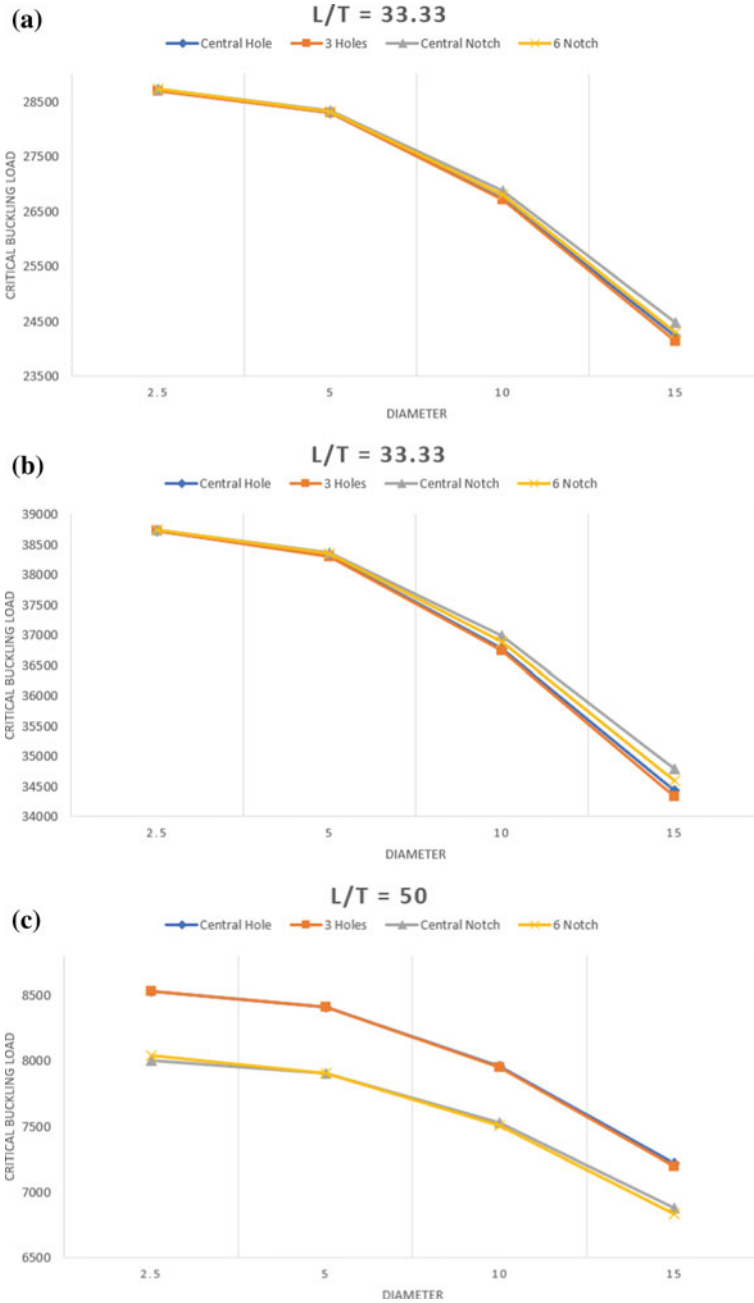 (a)
L/T = 33.33
Central Hole 3 Holes Central Notch 6 Notch
28500
27500
26500
25500
24500
23500
CRITICAL BUCKLING LOAD
2.5 5 10 15
DIAMETER
(b)
L/T = 33.33
Central Hole 3 Holes Central Notch 6 Notch
39000
38500
38000
37500
37000
36500
36000
35500
35000
34500
34000
CRITICAL BUCKLING LOAD
2.5 5 10 15
DIAMETER
(c)
L/T = 50
Central Hole 3 Holes Central Notch 6 Notch
8500
8000
7500
7000
6500
CRITICAL BUCKLING LOAD
2.5 5 10 15
DIAMETER